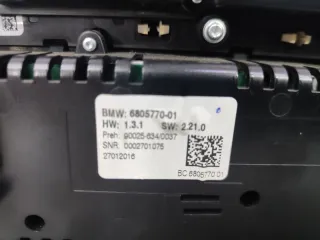 BMW: 6805770-01
HW: 1.3.1 SW: 2.21.0
Preh: 90025-634/0037
SNR: 0002701075
27012016
BC 6805770 01